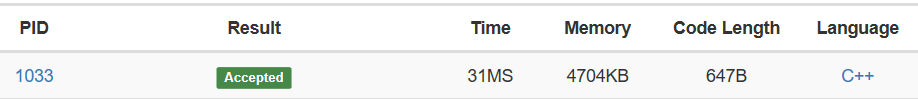 PID Result Time Memory Code Length Language
1033 Accepted 31MS 4704KB 647B C++